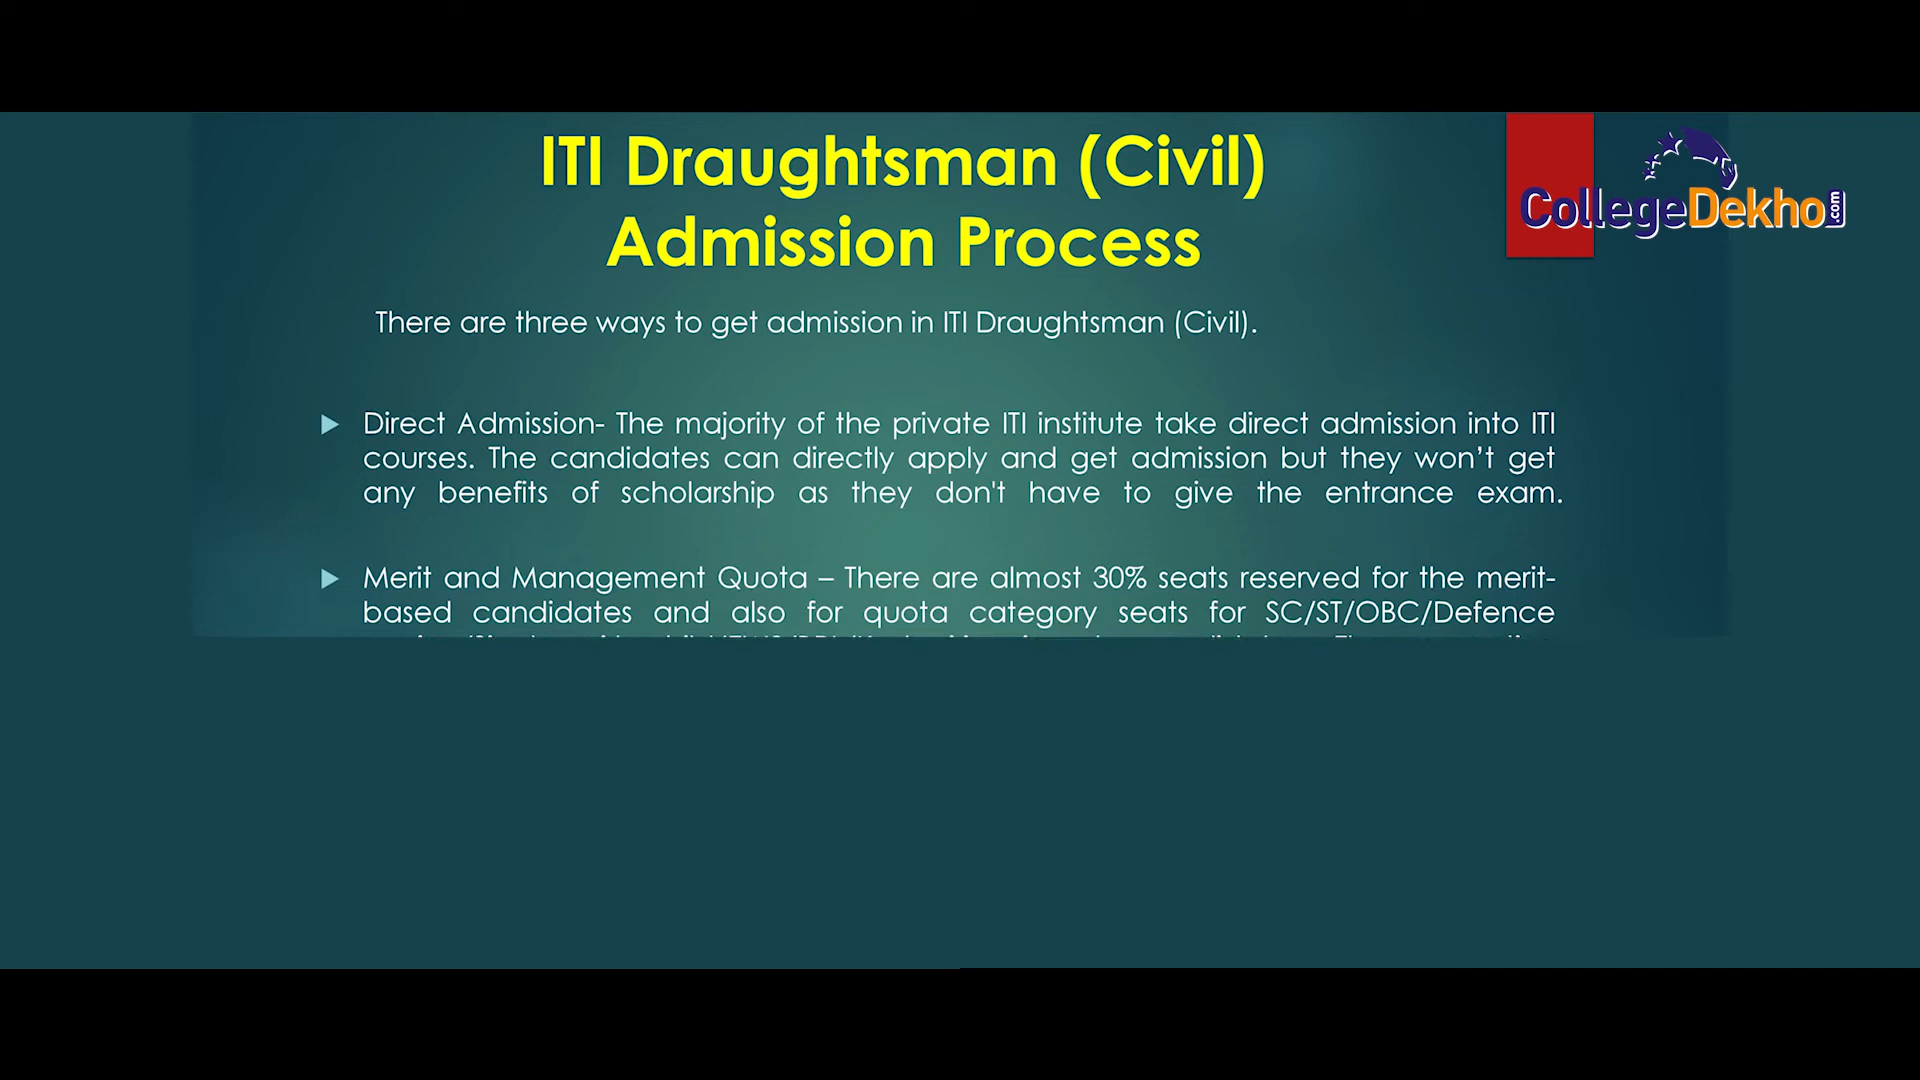 ITI Draughtsman (Civil)
Admission Process
CollegeDekho.com
There are three ways to get admission in ITI Draughtsman (Civil).
Direct Admission- The majority of the private ITI institute take direct admission into ITI
courses. The candidates can directly apply and get admission but they won’t get
any benefits of scholarship as they don't have to give the entrance exam.
Merit and Management Quota – There are almost 30% seats reserved for the merit-
based candidates and also for quota category seats for SC/ST/OBC/Defence